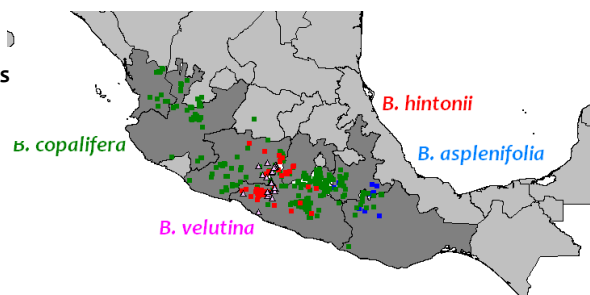 s
B. hintonii
B. copalifera
B. asplenifolia
B. velutina